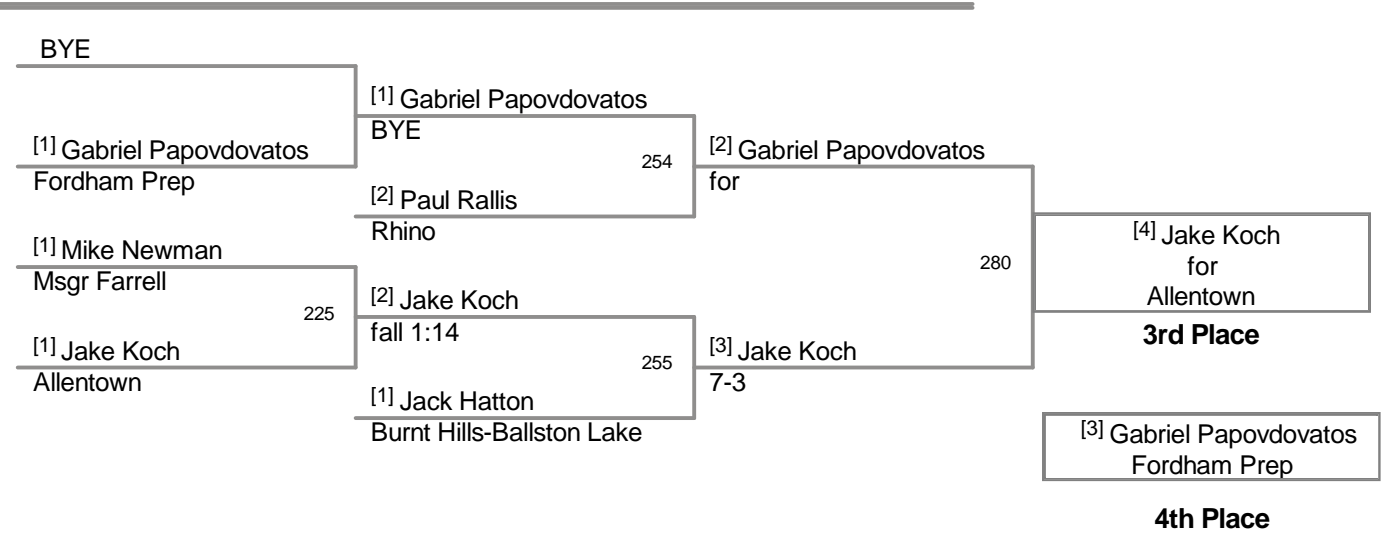 BYE
[1] Gabriel Papovdovatos
Fordham Prep
[1] Mike Newman
Msgr Farrell
225
[1] Jake Koch
Allentown
[1] Gabriel Papovdovatos
BYE
254
[2] Paul Rallis
Rhino
[2] Jake Koch
fall 1:14
255
[1] Jack Hatton
Burnt Hills-Ballston Lake
[2] Gabriel Papovdovatos
for
280
[3] Jake Koch
7-3
[4] Jake Koch
for
Allentown
3rd Place
[3] Gabriel Papovdovatos
Fordham Prep
4th Place